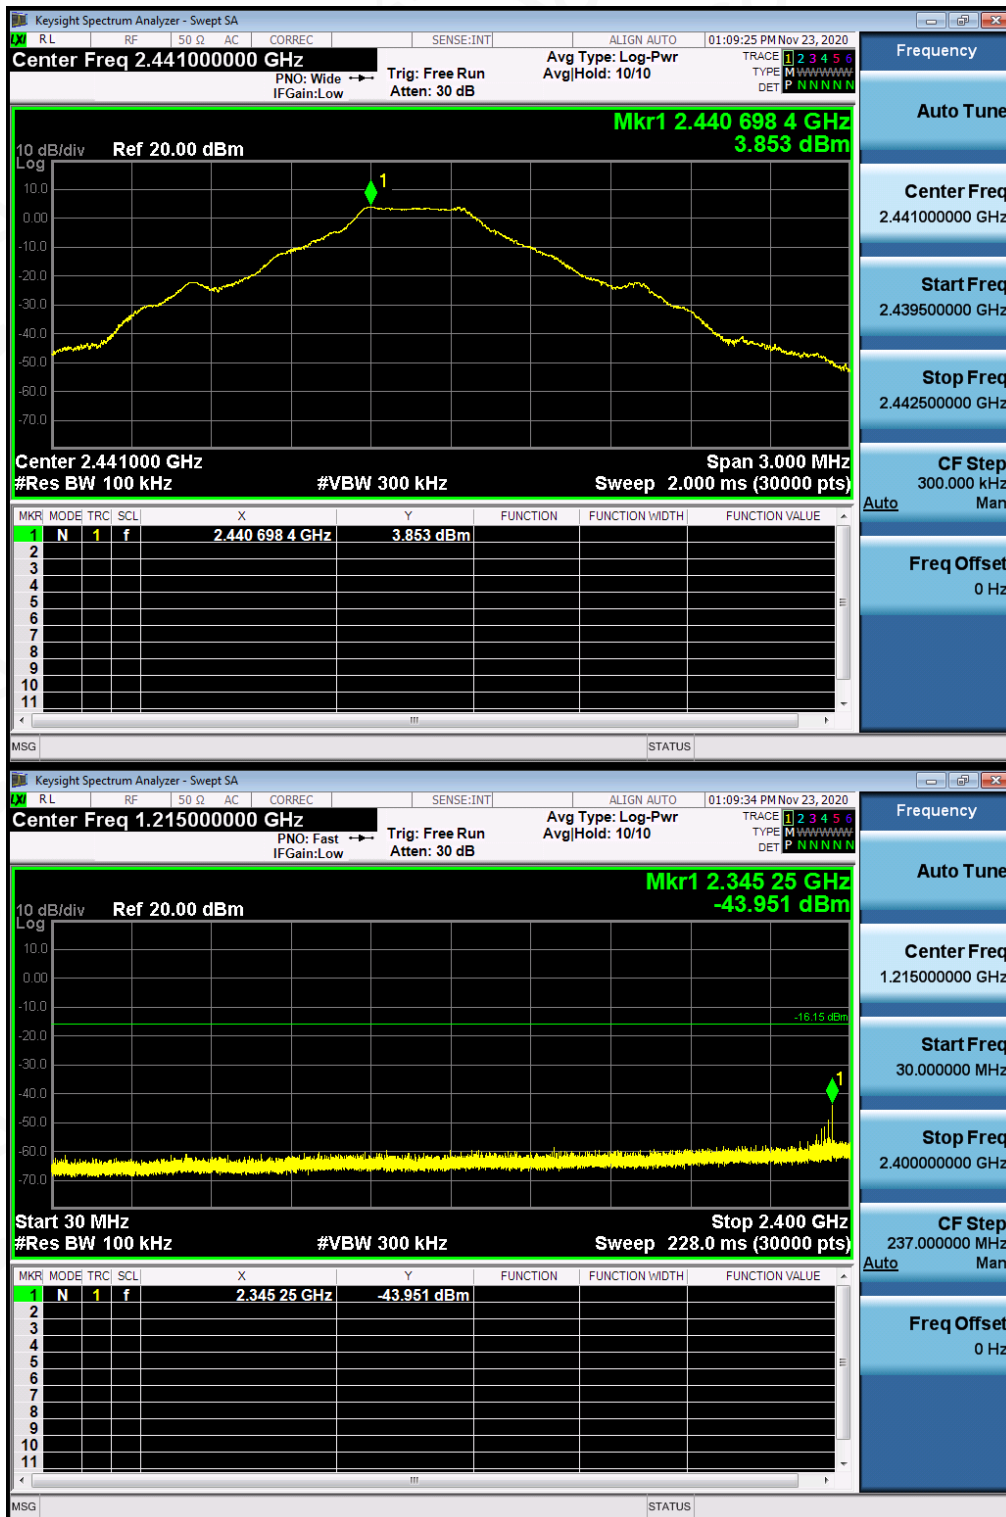 Keysight Spectrum Analyzer - Swept SA
LXI RL RF 50 Ω AC CORREC SENSE:INT ALIGN AUTO 01:09:25 PM Nov 23, 2020
Center Freq 2.441000000 GHz
PNO: Wide
IFGain:Low
Trig: Free Run
Atten: 30 dB
Avg Type: Log-Pwr
Avg|Hold: 10/10
TRACE 1 2 3 4 5 6
TYPE M WWWWW
DET P N N N N N
Mkr1 2.440 698 4 GHz
3.853 dBm
10 dB/div Ref 20.00 dBm
Log
1
10.0
0.00
-10.0
-20.0
-30.0
-40.0
-50.0
-60.0
-70.0
Center 2.441000 GHz Span 3.000 MHz
#Res BW 100 kHz #VBW 300 kHz Sweep 2.000 ms (30000 pts)
MKR MODE TRC SCL X Y FUNCTION FUNCTION WIDTH FUNCTION VALUE
1 N 1 f 2.440 698 4 GHz 3.853 dBm
2
3
4
5
6
7
8
9
10
11
MSG STATUS
Frequency
Auto Tune
Center Freq
2.441000000 GHz
Start Freq
2.439500000 GHz
Stop Freq
2.442500000 GHz
CF Step
300.000 kHz
Auto Man
Freq Offset
0 Hz
Keysight Spectrum Analyzer - Swept SA
LXI RL RF 50 Ω AC CORREC SENSE:INT ALIGN AUTO 01:09:34 PM Nov 23, 2020
Center Freq 1.215000000 GHz
PNO: Fast
IFGain:Low
Trig: Free Run
Atten: 30 dB
Avg Type: Log-Pwr
Avg|Hold: 10/10
TRACE 1 2 3 4 5 6
TYPE M WWWWW
DET P N N N N N
Mkr1 2.345 25 GHz
-43.951 dBm
10 dB/div Ref 20.00 dBm
Log
10.0
0.00
-10.0
-16.15 dBm
-20.0
-30.0
1
-40.0
-50.0
-60.0
-70.0
Start 30 MHz Stop 2.400 GHz
#Res BW 100 kHz #VBW 300 kHz Sweep 228.0 ms (30000 pts)
MKR MODE TRC SCL X Y FUNCTION FUNCTION WIDTH FUNCTION VALUE
1 N 1 f 2.345 25 GHz -43.951 dBm
2
3
4
5
6
7
8
9
10
11
MSG STATUS
Frequency
Auto Tune
Center Freq
1.215000000 GHz
Start Freq
30.000000 MHz
Stop Freq
2.400000000 GHz
CF Step
237.000000 MHz
Auto Man
Freq Offset
0 Hz